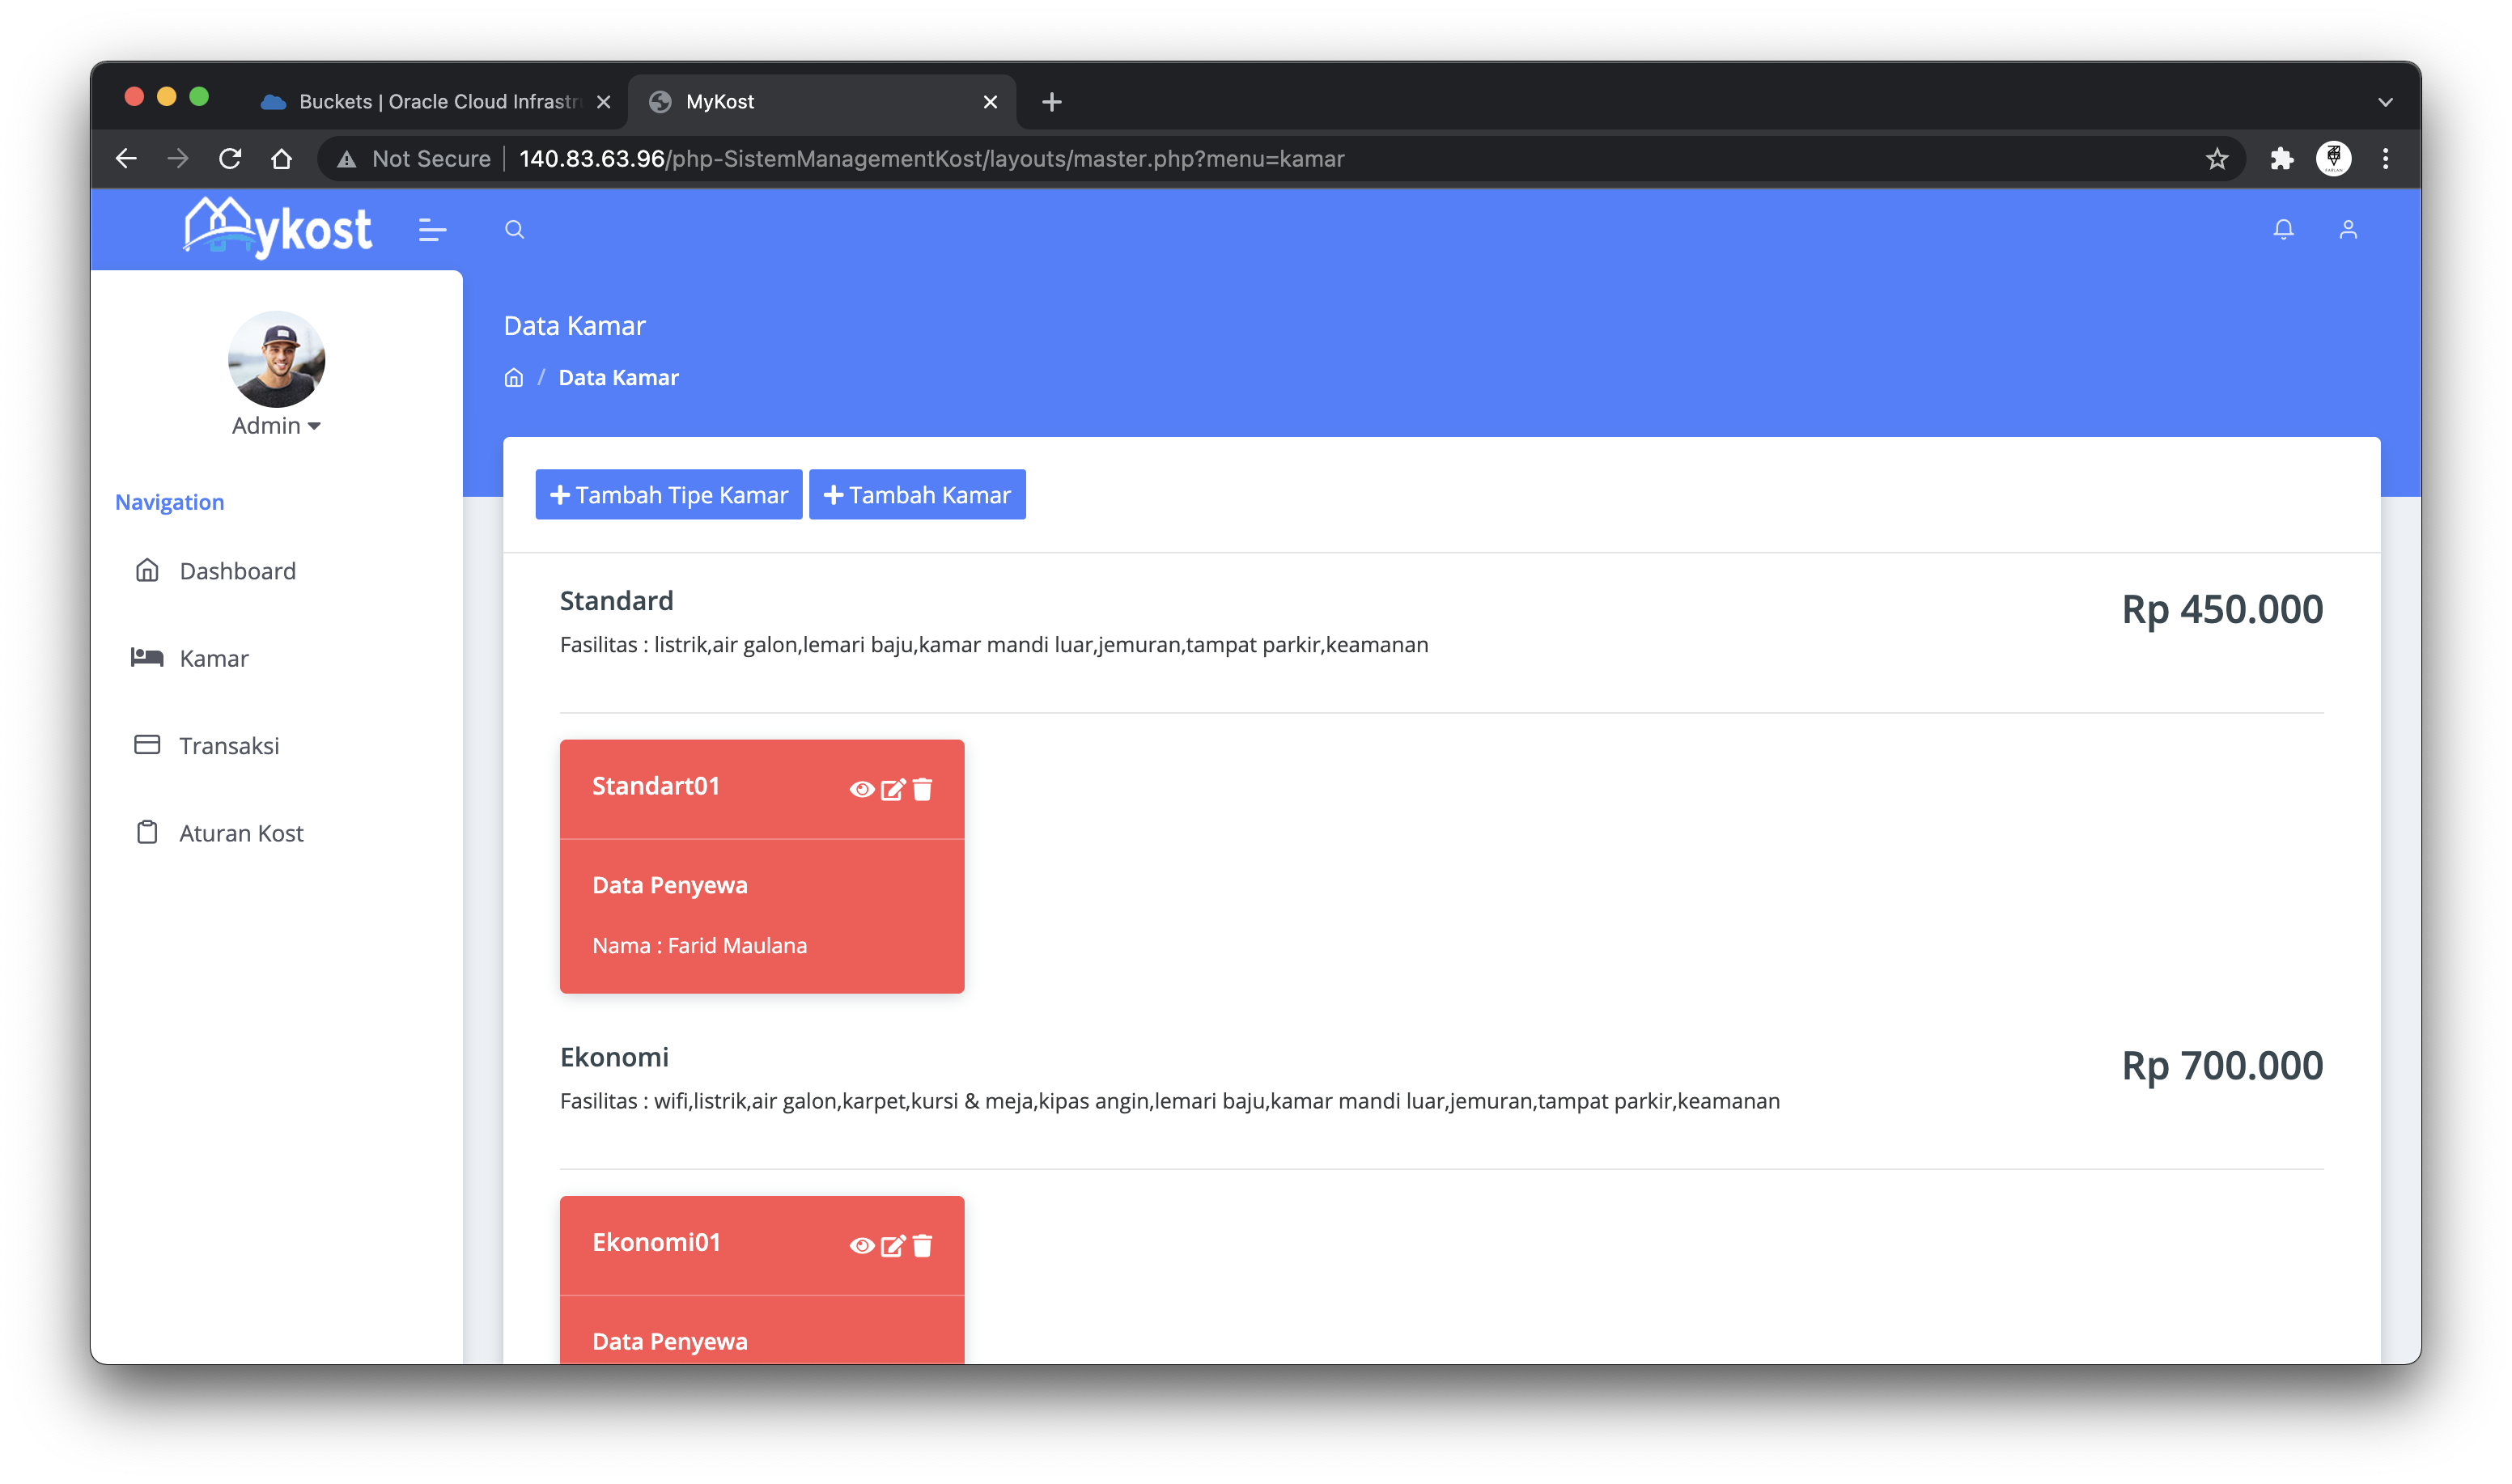 Buckets | Oracle Cloud Infrastr
MyKost
Not Secure
140.83.63.96/php-SistemManagementKost/layouts/master.php?menu=kamar
Mykost
Data Kamar
/ Data Kamar
Admin
Navigation
Dashboard
Kamar
Transaksi
Aturan Kost
Tambah Tipe Kamar
Tambah Kamar
Standard
Rp 450.000
Fasilitas : listrik,air galon,lemari baju,kamar mandi luar,jemuran,tampat parkir,keamanan
Standart01
Data Penyewa
Nama : Farid Maulana
Ekonomi
Rp 700.000
Fasilitas : wifi,listrik,air galon,karpet,kursi & meja,kipas angin,lemari baju,kamar mandi luar,jemuran,tampat parkir,keamanan
Ekonomi01
Data Penyewa